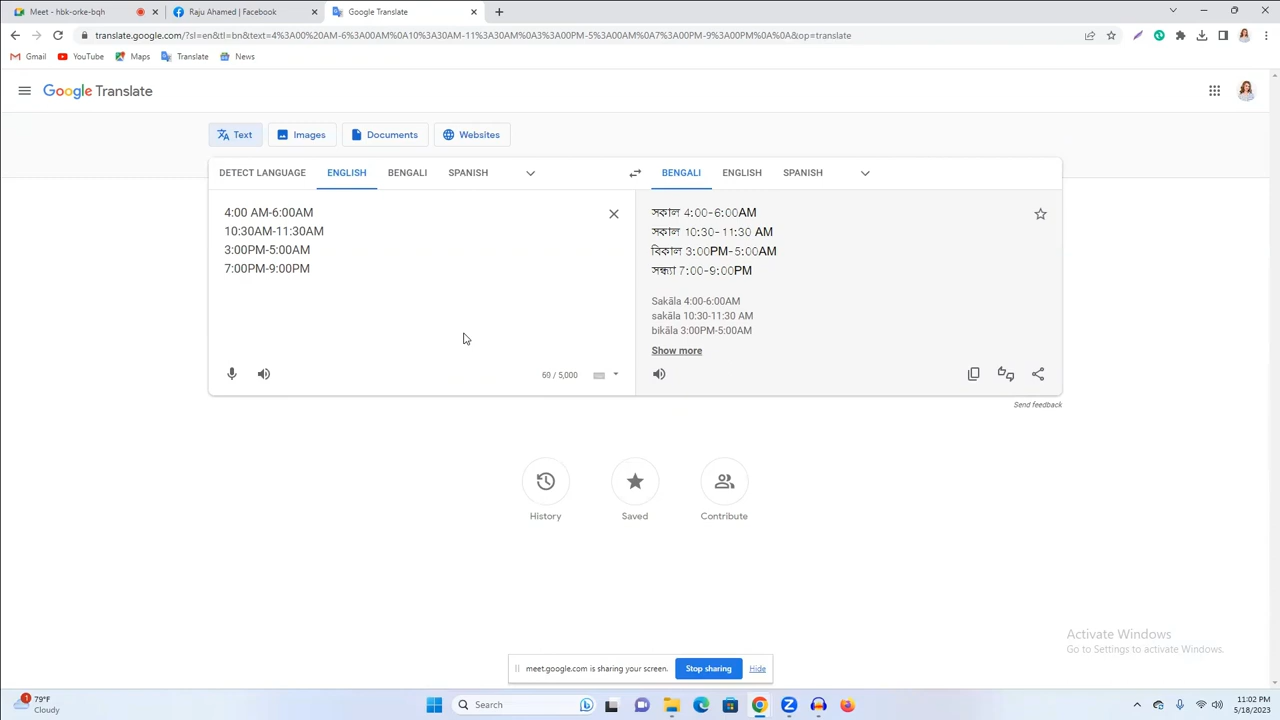 Meet - hbk-orke-bqh
Raju Ahamed | Facebook
Google Translate
translate.google.com/?sl=en&tl=bn&text=4%3A00%20AM-6%3A00AM%0A10%3A30AM-11%3A30AM%0A3%3A00PM-5%3A00AM%0A7%3A00PM-9%3A00PM%0A%0A&op=translate
Gmail
YouTube
Maps
Translate
News
Google Translate
Text
Images
Documents
Websites
DETECT LANGUAGE
ENGLISH
BENGALI
SPANISH
BENGALI
ENGLISH
SPANISH
4:00 AM-6:00AM
10:30AM-11:30AM
3:00PM-5:00AM
7:00PM-9:00PM
সকাল 4:00-6:00AM
সকাল 10:30-11:30 AM
বিকাল 3:00PM-5:00AM
সন্ধ্যা 7:00-9:00PM
Sakāla 4:00-6:00AM
sakāla 10:30-11:30 AM
bikāla 3:00PM-5:00AM
Show more
69 / 5,000
Send feedback
History
Saved
Contribute
Activate Windows
Go to Settings to activate Windows.
meet.google.com is sharing your screen.
Stop sharing
Hide
1
79°F
Cloudy
Search
11:02 PM
5/18/2023